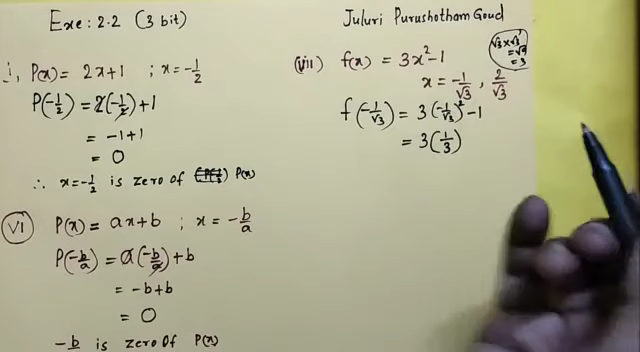 Exe: 2.2 (3 bit)
i, P(x) = 2x+1 ; x = -1/2
P(-1/2) = 2(-1/2)+1
= -1+1
= 0
∴ x=-1/2 is zero of P(x)
(vi) P(x) = ax+b ; x = -b/a
P(-b/a) = a(-b/a)+b
= -b+b
= 0
-b is zero of P(x)
Juluri Purushotham Goud
(vii) f(x) = 3x²-1
x = -1/√3 , 2/√3
√3×√3
=√9
=3
f(-1/√3) = 3(-1/√3)²-1
= 3(1/3)